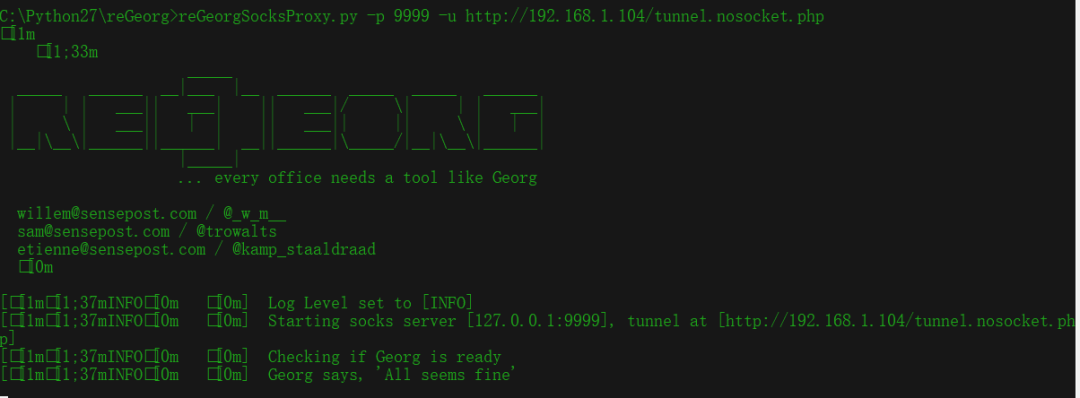 C:\Python27\reGeorg>reGeorgSocksProxy.py -p 9999 -u http://192.168.1.104/tunnel.nosocket.php
[1m
[1;33m
... every office needs a tool like Georg
willem@sensepost.com / @_w_m__
sam@sensepost.com / @trowalts
etienne@sensepost.com / @kamp_staaldraad
[0m
[[1m[1;37mINFO[0m [0m] Log Level set to [INFO]
[[1m[1;37mINFO[0m [0m] Starting socks server [127.0.0.1:9999], tunnel at [http://192.168.1.104/tunnel.nosocket.ph
p]
[[1m[1;37mINFO[0m [0m] Checking if Georg is ready
[[1m[1;37mINFO[0m [0m] Georg says, 'All seems fine'